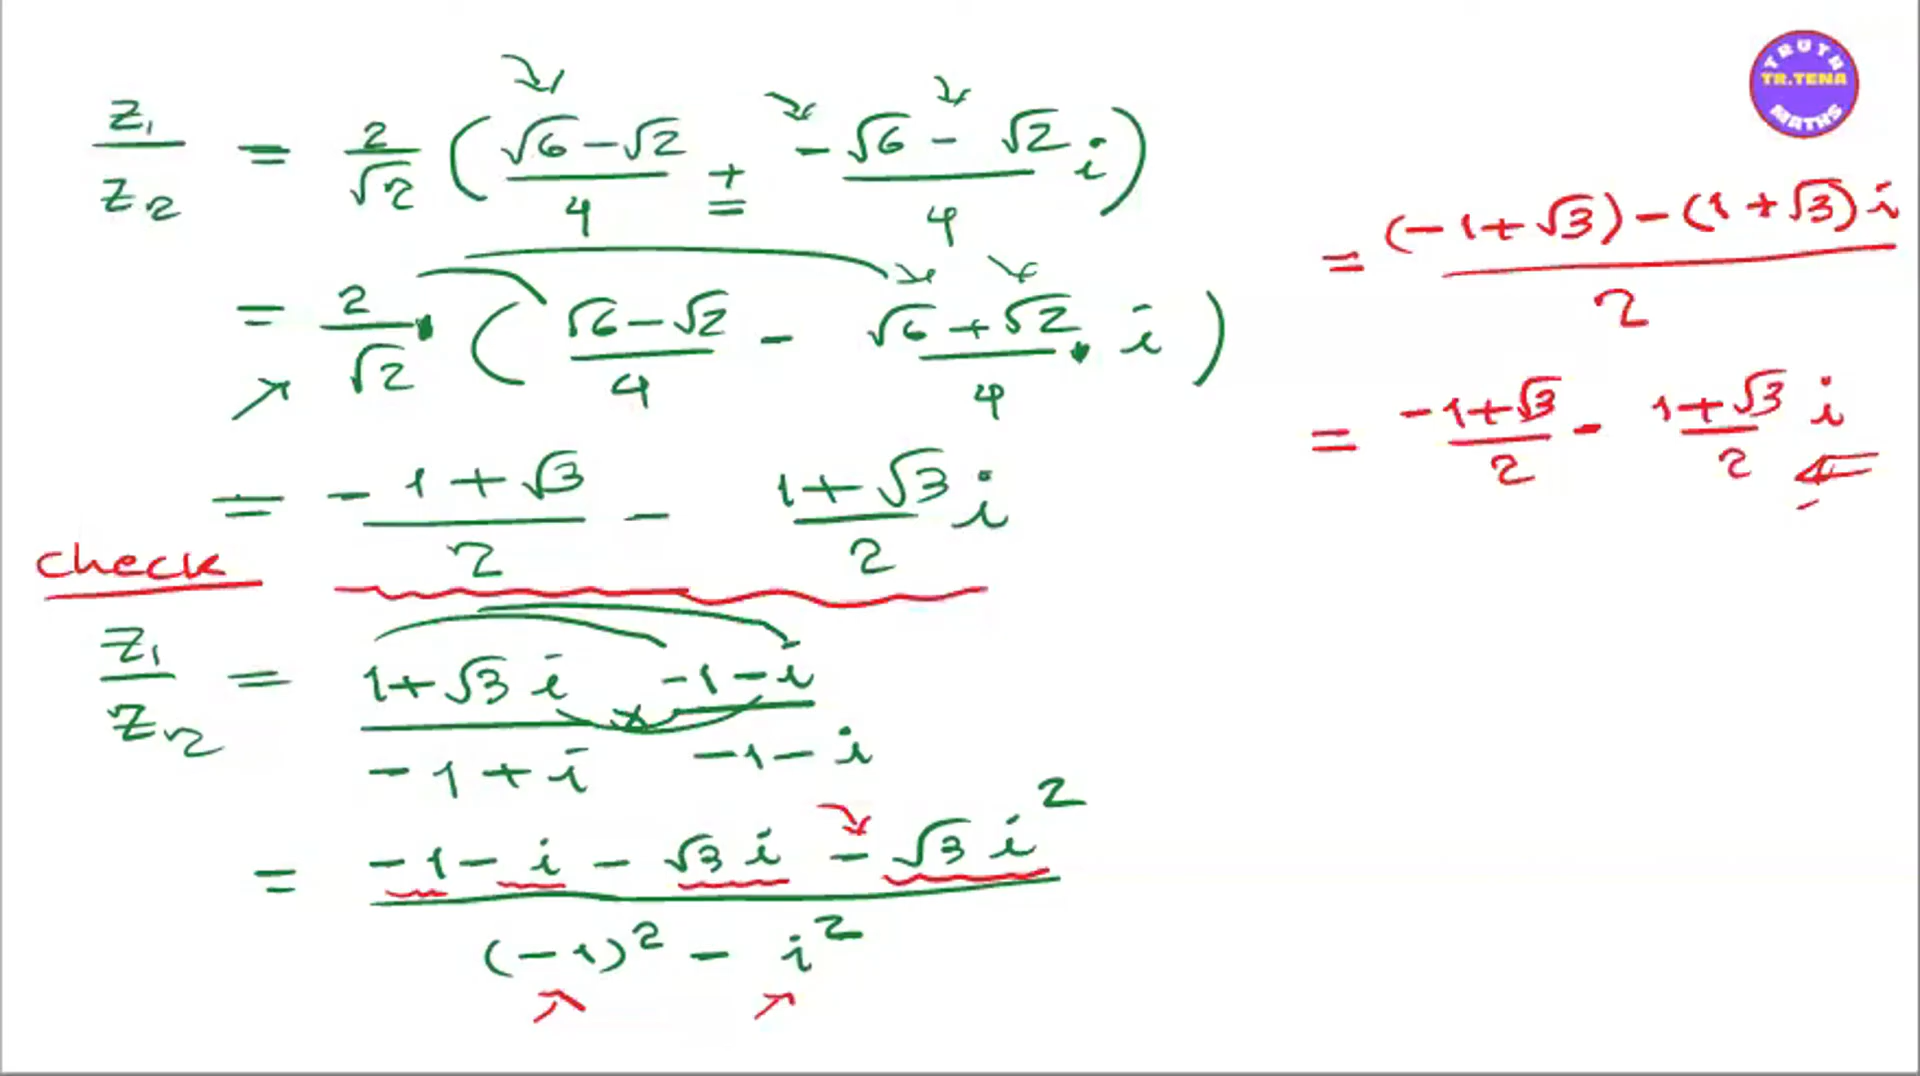 TRUTH
TR.TENA
MATHS
z₁/z₂ = 2/√2 ( (√6 - √2)/4 + (-√6 - √2)/4 i )
= 2/√2 · ( (√6 - √2)/4 - (√6 + √2)/4 · i )
= (-1 + √3)/2 - (1 + √3)/2 i
check
z₁/z₂ = (1 + √3 i)/(-1 + i) × (-1 - i)/(-1 - i)
= (-1 - i - √3 i - √3 i²)/((-1)² - i²)
= ((-1 + √3) - (1 + √3) i)/2
= (-1 + √3)/2 - (1 + √3)/2 i